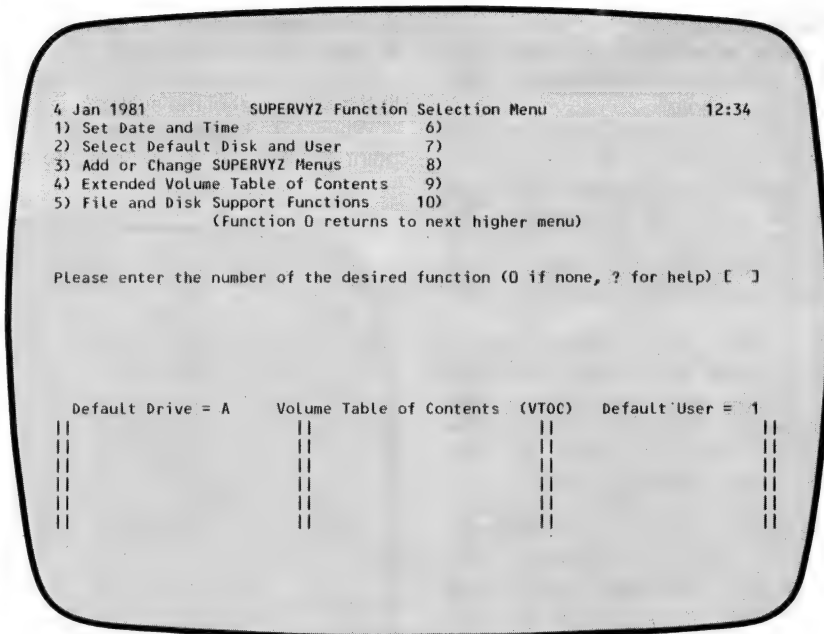 4 Jan 1981 SUPERVYZ Function Selection Menu 12:34
1) Set Date and Time 6)
2) Select Default Disk and User 7)
3) Add or Change SUPERVYZ Menus 8)
4) Extended Volume Table of Contents 9)
5) File and Disk Support Functions 10)
(Function 0 returns to next higher menu)
Please enter the number of the desired function (0 if none, ? for help) [ ]
Default Drive = A Volume Table of Contents (VTOC) Default User = 1
|| || || ||
|| || || ||
|| || || ||
|| || || ||
|| || || ||
|| || || ||